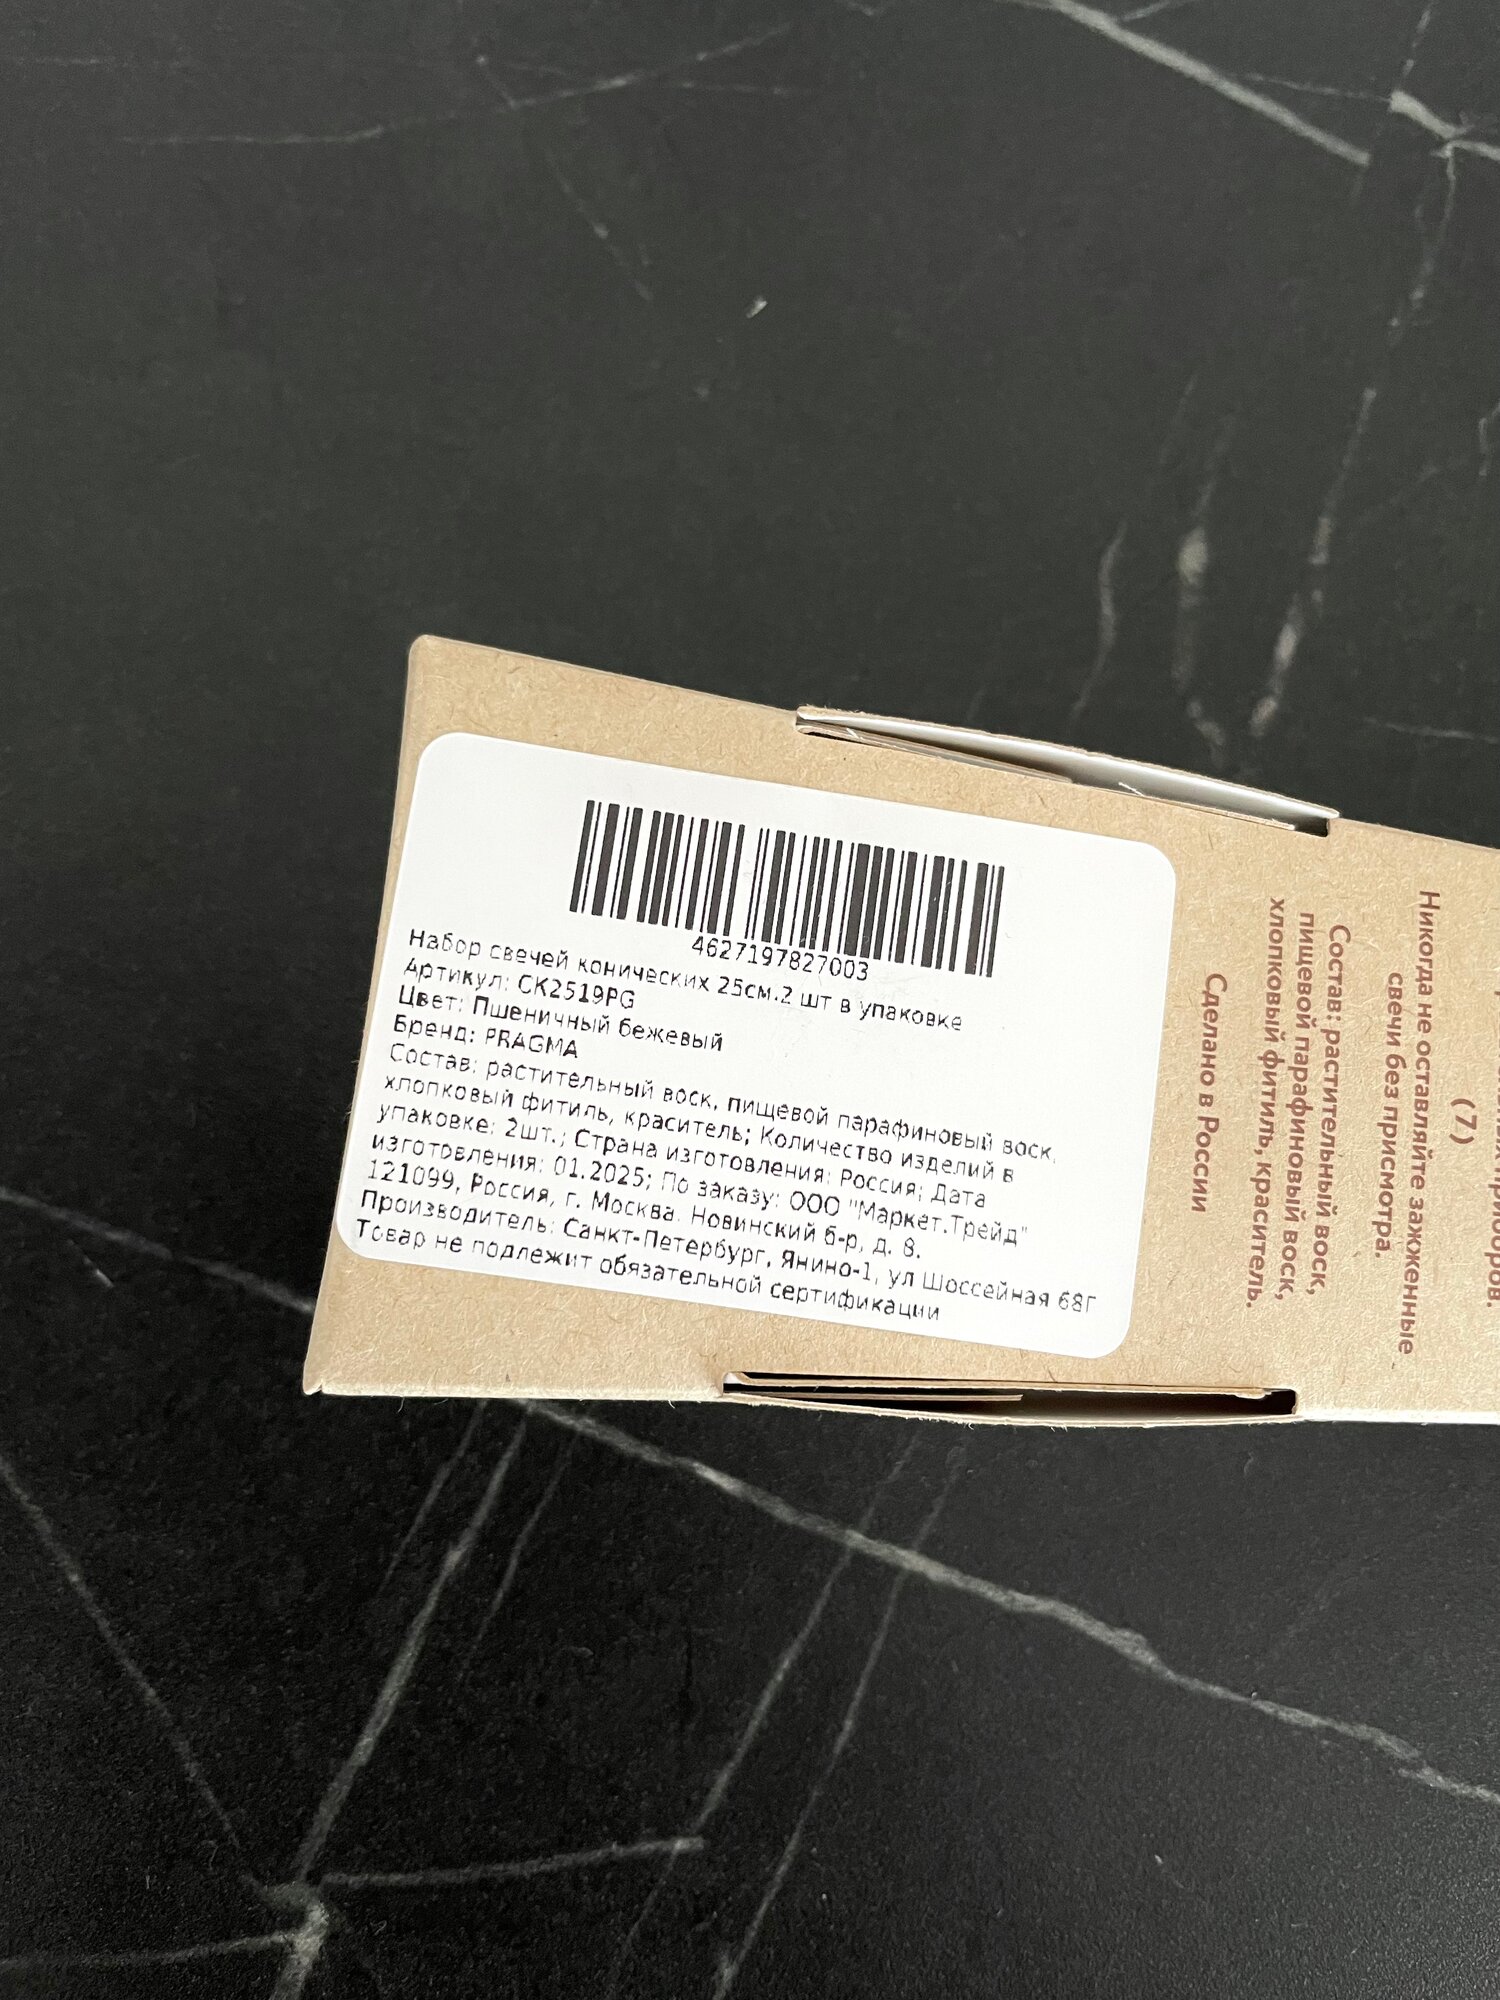 4627197827003
Набор свечей конических 25см.2 шт в упаковке
Артикул: CK2519PG
Цвет: Пшеничный бежевый
Бренд: PRAGMA
Состав: растительный воск, пищевой парафиновый воск,
хлопковый фитиль, краситель; Количество изделий в
упаковке: 2шт.; Страна изготовления: Россия; Дата
изготовления: 01.2025; По заказу: ООО "Маркет.Трейд"
121099, Россия, г. Москва. Новинский б-р, д. 8.
Производитель: Санкт-Петербург, Янино-1, ул Шоссейная 68Г
Товар не подлежит обязательной сертификации
(7)
Никогда не оставляйте зажженные
свечи без присмотра.
Состав: растительный воск,
пищевой парафиновый воск,
хлопковый фитиль, краситель.
Сделано в России